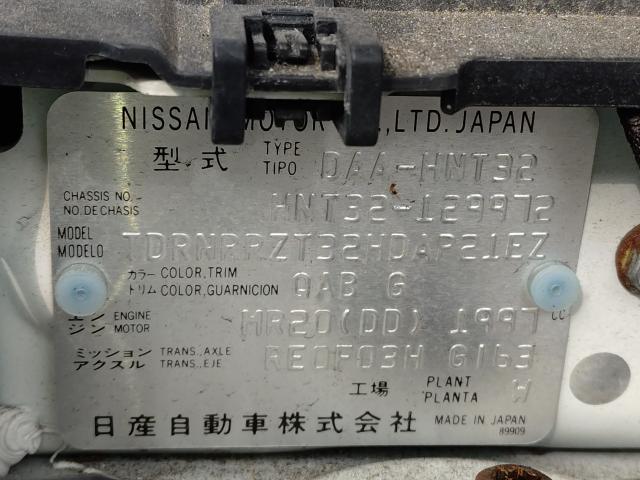 NISSAN MOTOR CO.,LTD. JAPAN
型式 TYPE TIPO DAA-HNT32
CHASSIS NO. NO. DE CHASIS HNT32-129972
MODEL MODELO TDRNRRZT32HDAP21EZ
カラー トリム COLOR,TRIM COLOR,GUARNICION QAB G
エンジン ENGINE MOTOR MR20(DD) 1997 CC
ミッション アクスル TRANS.,AXLE TRANS.,EJE RE0F03H G163
工場 PLANT PLANTA W
日産自動車株式会社 MADE IN JAPAN
89909